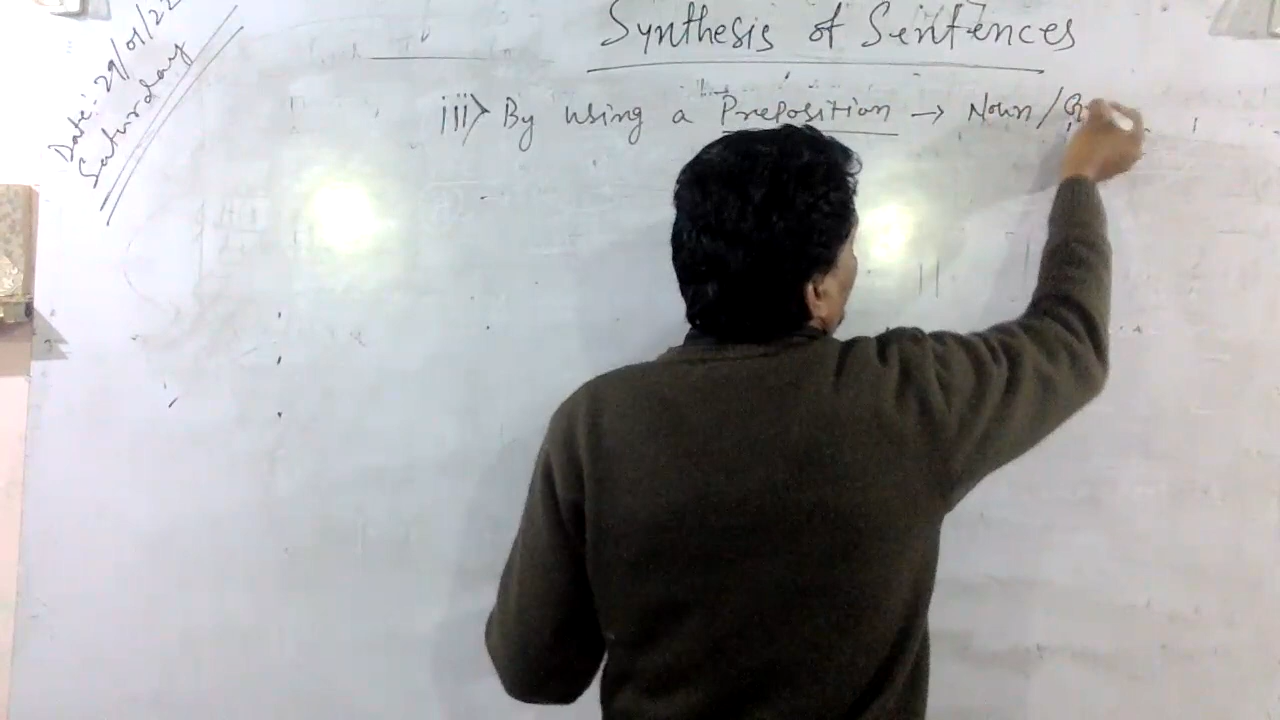 Synthesis of Sentences
Date:- 29/01/22
Saturday
iii> By using a Preposition → Noun /